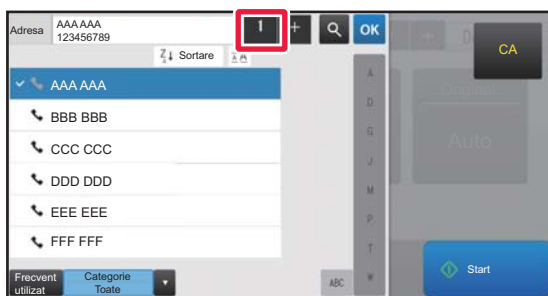 Adresa
AAA AAA
123456789
1
+
OK
CA
Sortare
AAA AAA
BBB BBB
CCC CCC
DDD DDD
EEE EEE
FFF FFF
A
D
G
J
M
P
T
W
Original
Auto
Frecvent
utilizat
Categorie
Toate
ABC
Start